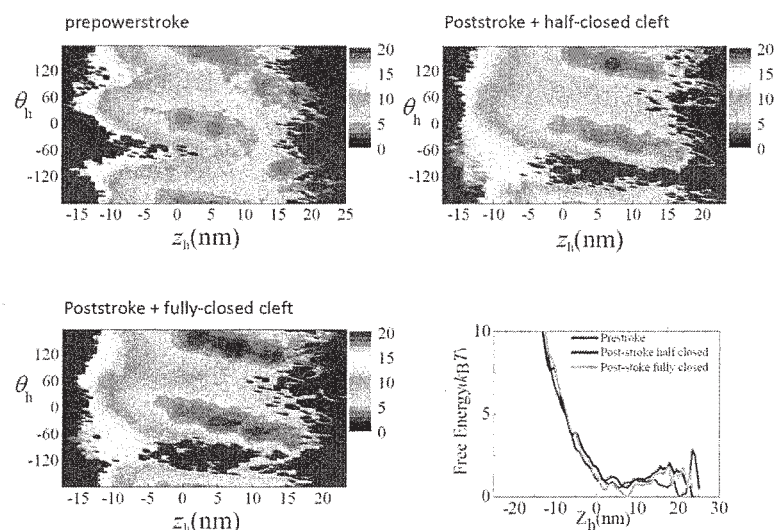 prepowerstroke
Poststroke + half-closed cleft
120
60
0
-60
-120
θh
-15 -10 -5 0 5 10 15 20 25
zh(nm)
20
15
10
5
0
120
60
0
-60
-120
θh
-15 -10 -5 0 5 10 15 20
zh(nm)
20
15
10
5
0
Poststroke + fully-closed cleft
120
60
0
-60
-120
θh
-15 -10 -5 0 5 10 15 20
zh(nm)
20
15
10
5
0
10
5
0
Free Energy(kBT)
Prestroke
Post-stroke half closed
Post-stoke fully closed
-20 -10 0 10 20 30
Zh(nm)